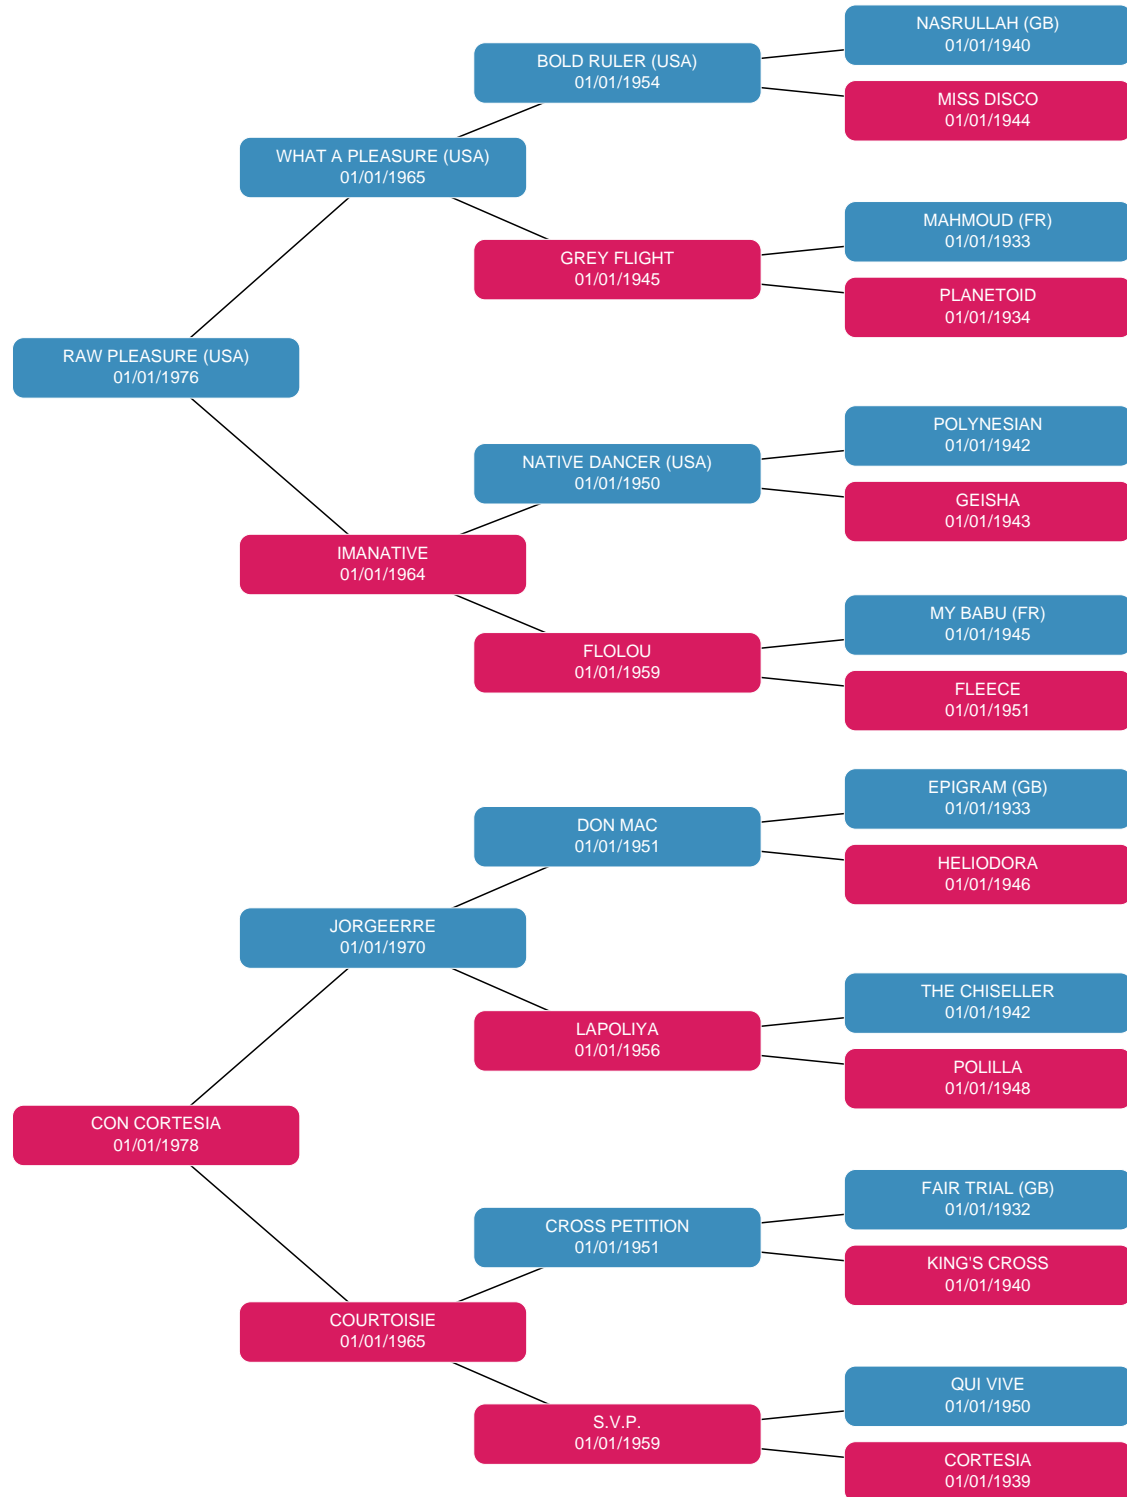 NASRULLAH (GB)
01/01/1940
BOLD RULER (USA)
01/01/1954
MISS DISCO
01/01/1944
WHAT A PLEASURE (USA)
01/01/1965
MAHMOUD (FR)
01/01/1933
GREY FLIGHT
01/01/1945
PLANETOID
01/01/1934
RAW PLEASURE (USA)
01/01/1976
POLYNESIAN
01/01/1942
NATIVE DANCER (USA)
01/01/1950
GEISHA
01/01/1943
IMANATIVE
01/01/1964
MY BABU (FR)
01/01/1945
FLOLOU
01/01/1959
FLEECE
01/01/1951
EPIGRAM (GB)
01/01/1933
DON MAC
01/01/1951
HELIODORA
01/01/1946
JORGEERRE
01/01/1970
THE CHISELLER
01/01/1942
LAPOLIYA
01/01/1956
POLILLA
01/01/1948
CON CORTESIA
01/01/1978
FAIR TRIAL (GB)
01/01/1932
CROSS PETITION
01/01/1951
KING'S CROSS
01/01/1940
COURTOISIE
01/01/1965
QUI VIVE
01/01/1950
S.V.P.
01/01/1959
CORTESIA
01/01/1939